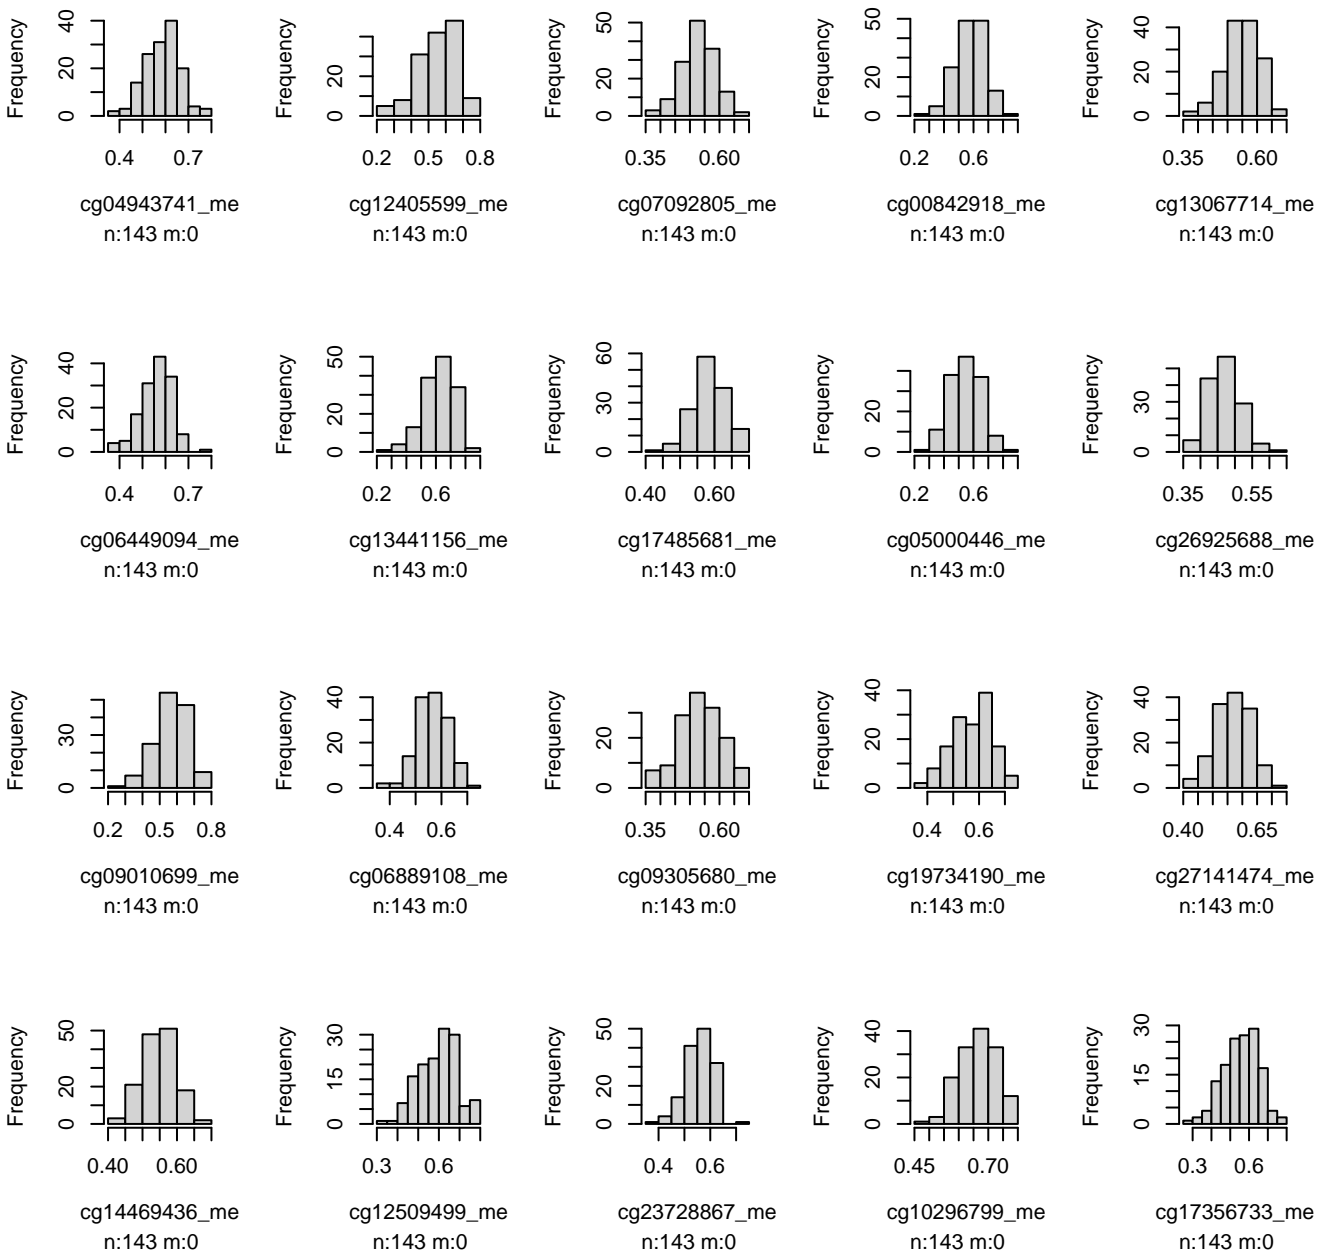 Frequency
0 20 40
0.4 0.7
cg04943741_me
n:143 m:0
Frequency
0 20
0.2 0.5 0.8
cg12405599_me
n:143 m:0
Frequency
0 20 50
0.35 0.60
cg07092805_me
n:143 m:0
Frequency
0 20 50
0.2 0.6
cg00842918_me
n:143 m:0
Frequency
0 20 40
0.35 0.60
cg13067714_me
n:143 m:0
Frequency
0 20 40
0.4 0.7
cg06449094_me
n:143 m:0
Frequency
0 20 50
0.2 0.6
cg13441156_me
n:143 m:0
Frequency
0 30 60
0.40 0.60
cg17485681_me
n:143 m:0
Frequency
0 20
0.2 0.6
cg05000446_me
n:143 m:0
Frequency
0 30
0.35 0.55
cg26925688_me
n:143 m:0
Frequency
0 30
0.2 0.5 0.8
cg09010699_me
n:143 m:0
Frequency
0 20 40
0.4 0.6
cg06889108_me
n:143 m:0
Frequency
0 20
0.35 0.60
cg09305680_me
n:143 m:0
Frequency
0 20 40
0.4 0.6
cg19734190_me
n:143 m:0
Frequency
0 20 40
0.40 0.65
cg27141474_me
n:143 m:0
Frequency
0 20 50
0.40 0.60
cg14469436_me
n:143 m:0
Frequency
0 15 30
0.3 0.6
cg12509499_me
n:143 m:0
Frequency
0 20 50
0.4 0.6
cg23728867_me
n:143 m:0
Frequency
0 20 40
0.45 0.70
cg10296799_me
n:143 m:0
Frequency
0 15 30
0.3 0.6
cg17356733_me
n:143 m:0